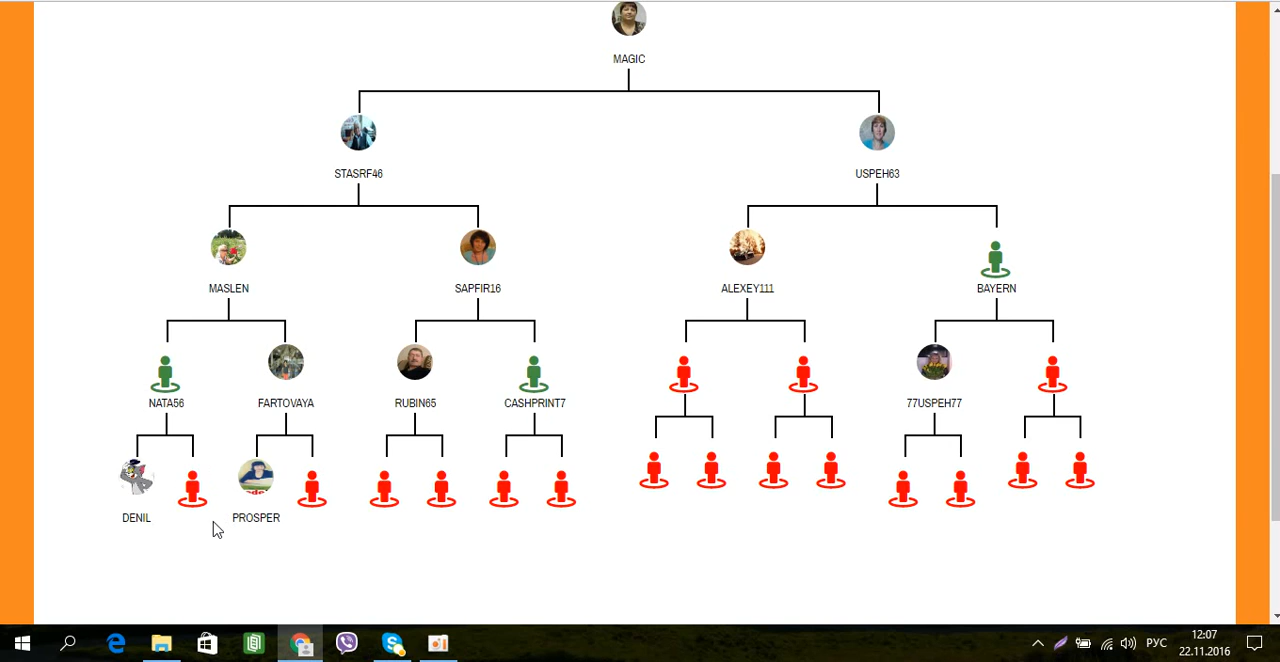 MAGIC
STASRF46
USPEH63
MASLEN
SAPFIR16
ALEXEY111
BAYERN
NATA56
FARTOVAYA
RUBIN65
CASHPRINT7
77USPEH77
DENIL
PROSPER
РУС
12:07
22.11.2016